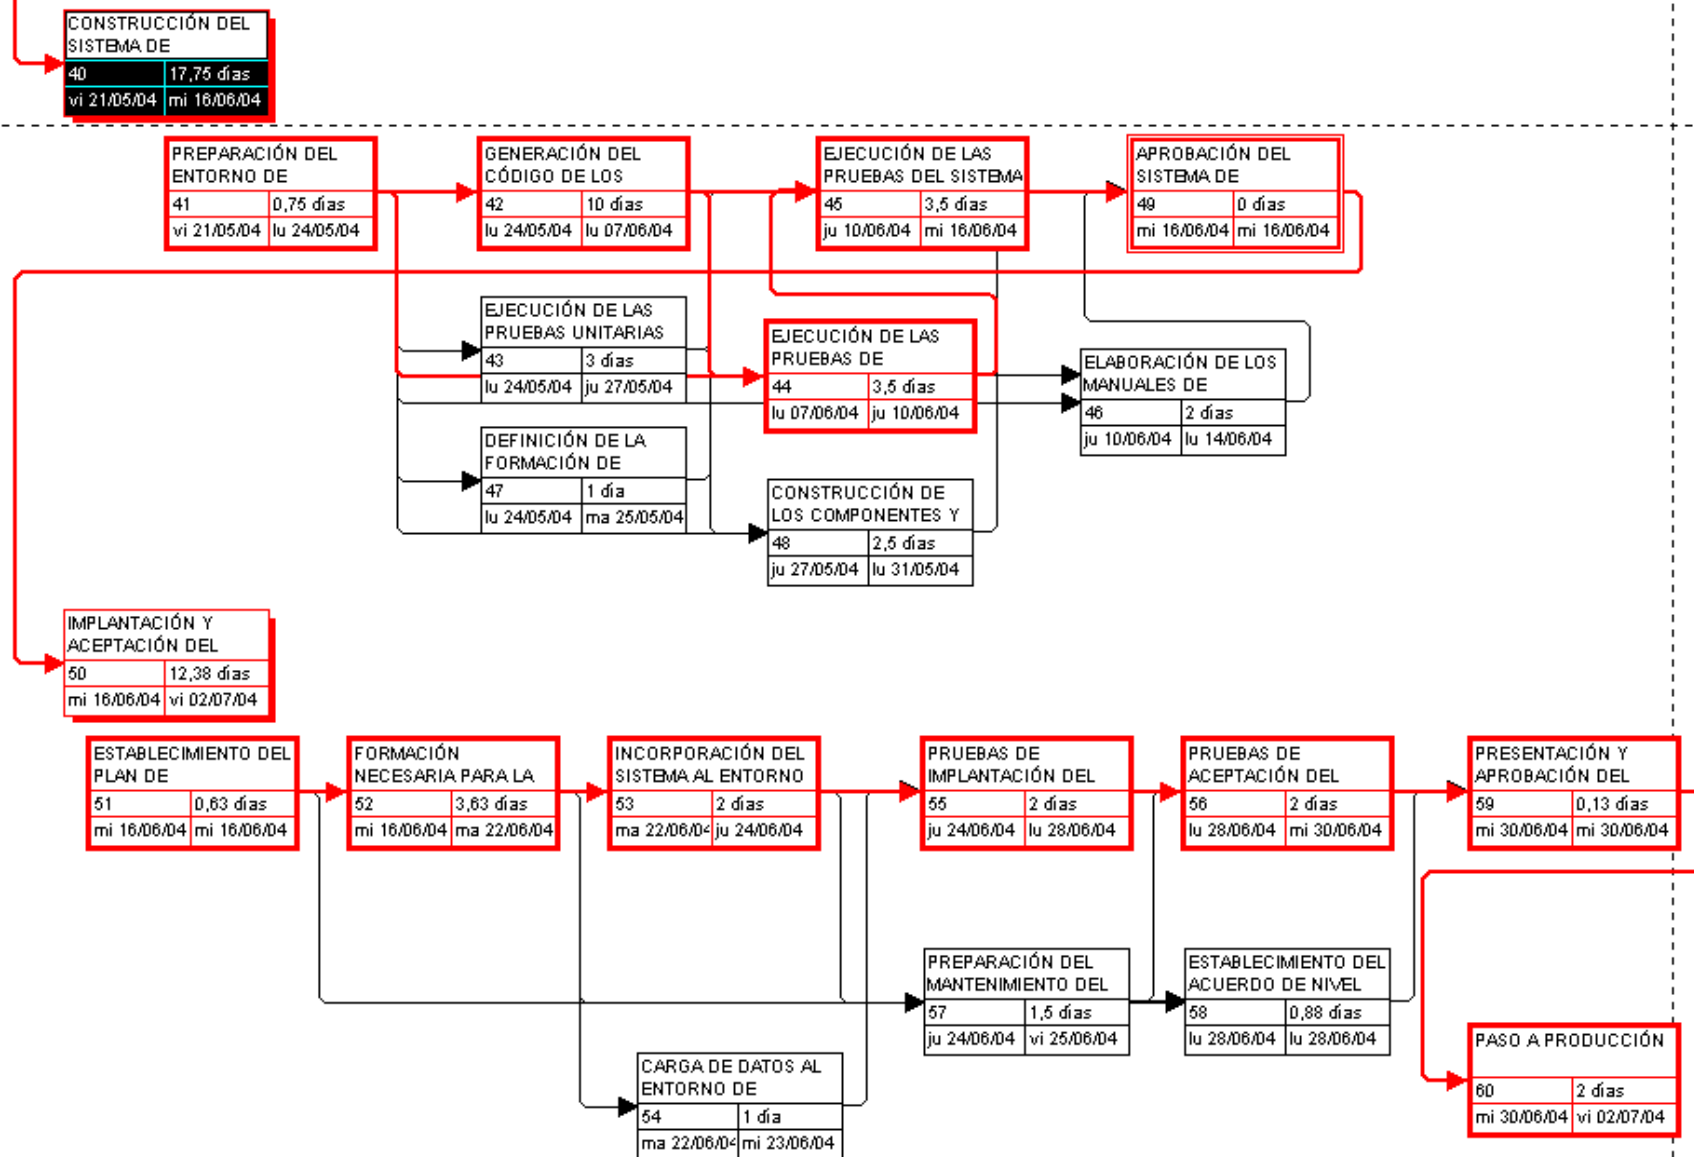 CONSTRUCCIÓN DEL
SISTEMA DE
40 17,75 días
vi 21/05/04 mi 16/06/04
PREPARACIÓN DEL
ENTORNO DE
41 0,75 días
vi 21/05/04 lu 24/05/04
GENERACIÓN DEL
CÓDIGO DE LOS
42 10 días
lu 24/05/04 lu 07/06/04
EJECUCIÓN DE LAS
PRUEBAS DEL SISTEMA
45 3,5 días
ju 10/06/04 mi 16/06/04
APROBACIÓN DEL
SISTEMA DE
49 0 días
mi 16/06/04 mi 16/06/04
EJECUCIÓN DE LAS
PRUEBAS UNITARIAS
43 3 días
lu 24/05/04 ju 27/05/04
EJECUCIÓN DE LAS
PRUEBAS DE
44 3,5 días
lu 07/06/04 ju 10/06/04
ELABORACIÓN DE LOS
MANUALES DE
46 2 días
ju 10/06/04 lu 14/06/04
DEFINICIÓN DE LA
FORMACIÓN DE
47 1 día
lu 24/05/04 ma 25/05/04
CONSTRUCCIÓN DE
LOS COMPONENTES Y
48 2,5 días
ju 27/05/04 lu 31/05/04
IMPLANTACIÓN Y
ACEPTACIÓN DEL
50 12,38 días
mi 16/06/04 vi 02/07/04
ESTABLECIMIENTO DEL
PLAN DE
51 0,63 días
mi 16/06/04 mi 16/06/04
FORMACIÓN
NECESARIA PARA LA
52 3,63 días
mi 16/06/04 ma 22/06/04
INCORPORACIÓN DEL
SISTEMA AL ENTORNO
53 2 días
ma 22/06/04 ju 24/06/04
PRUEBAS DE
IMPLANTACIÓN DEL
55 2 días
ju 24/06/04 lu 28/06/04
PRUEBAS DE
ACEPTACIÓN DEL
56 2 días
lu 28/06/04 mi 30/06/04
PRESENTACIÓN Y
APROBACIÓN DEL
59 0,13 días
mi 30/06/04 mi 30/06/04
PREPARACIÓN DEL
MANTENIMIENTO DEL
57 1,5 días
ju 24/06/04 vi 25/06/04
ESTABLECIMIENTO DEL
ACUERDO DE NIVEL
58 0,88 días
lu 28/06/04 lu 28/06/04
CARGA DE DATOS AL
ENTORNO DE
54 1 día
ma 22/06/04 mi 23/06/04
PASO A PRODUCCIÓN
60 2 días
mi 30/06/04 vi 02/07/04